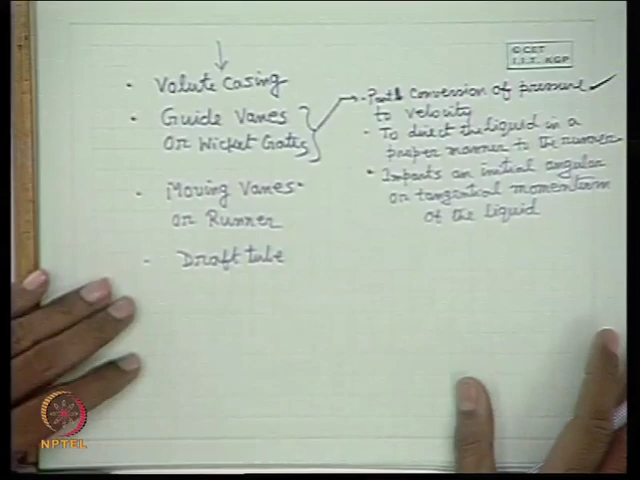 © CET
I.I.T. KGP
• Volute Casing
• Guide Vanes
Or Wicket Gates
• Moving Vanes
or Runner
• Draft tube
Conversion of pressure
to velocity
- To direct the liquid in a
proper manner to the runner
• Imparts an initial angular
or tangential momentum
of the liquid
NPTEL